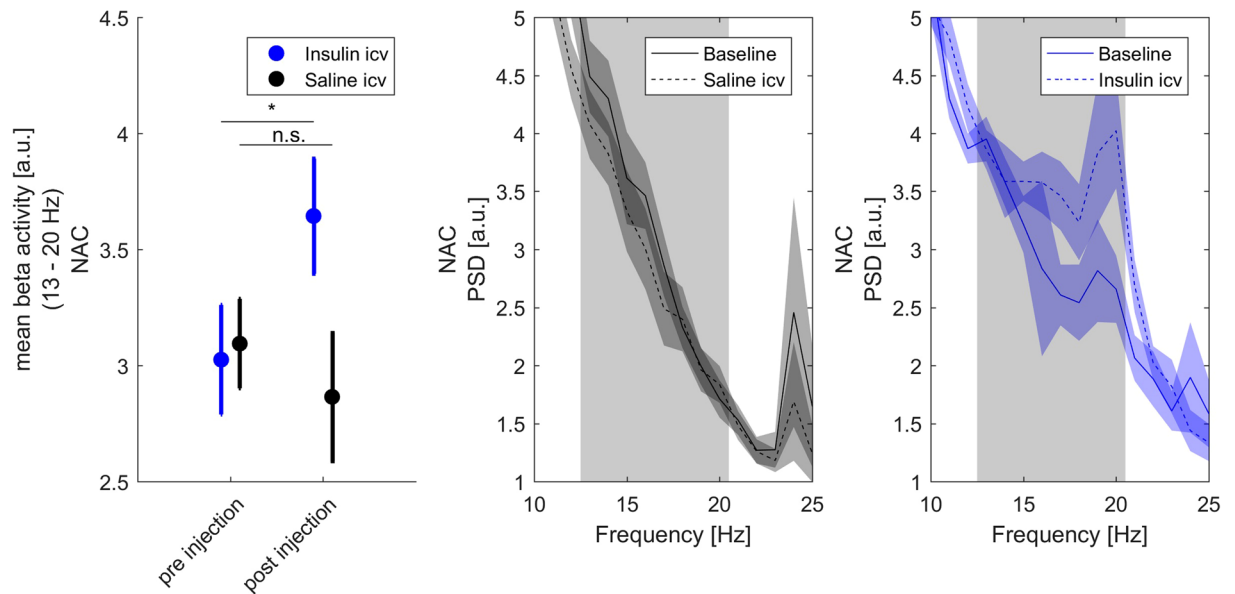 mean beta activity [a.u.]
(13 - 20 Hz)
NAC
4.5
4
3.5
3
2.5
Insulin icv
Saline icv
*
n.s.
pre injection
post injection
NAC
PSD [a.u.]
5
4.5
4
3.5
3
2.5
2
1.5
1
Baseline
Saline icv
10
15
20
25
Frequency [Hz]
NAC
PSD [a.u.]
5
4.5
4
3.5
3
2.5
2
1.5
1
Baseline
Insulin icv
10
15
20
25
Frequency [Hz]